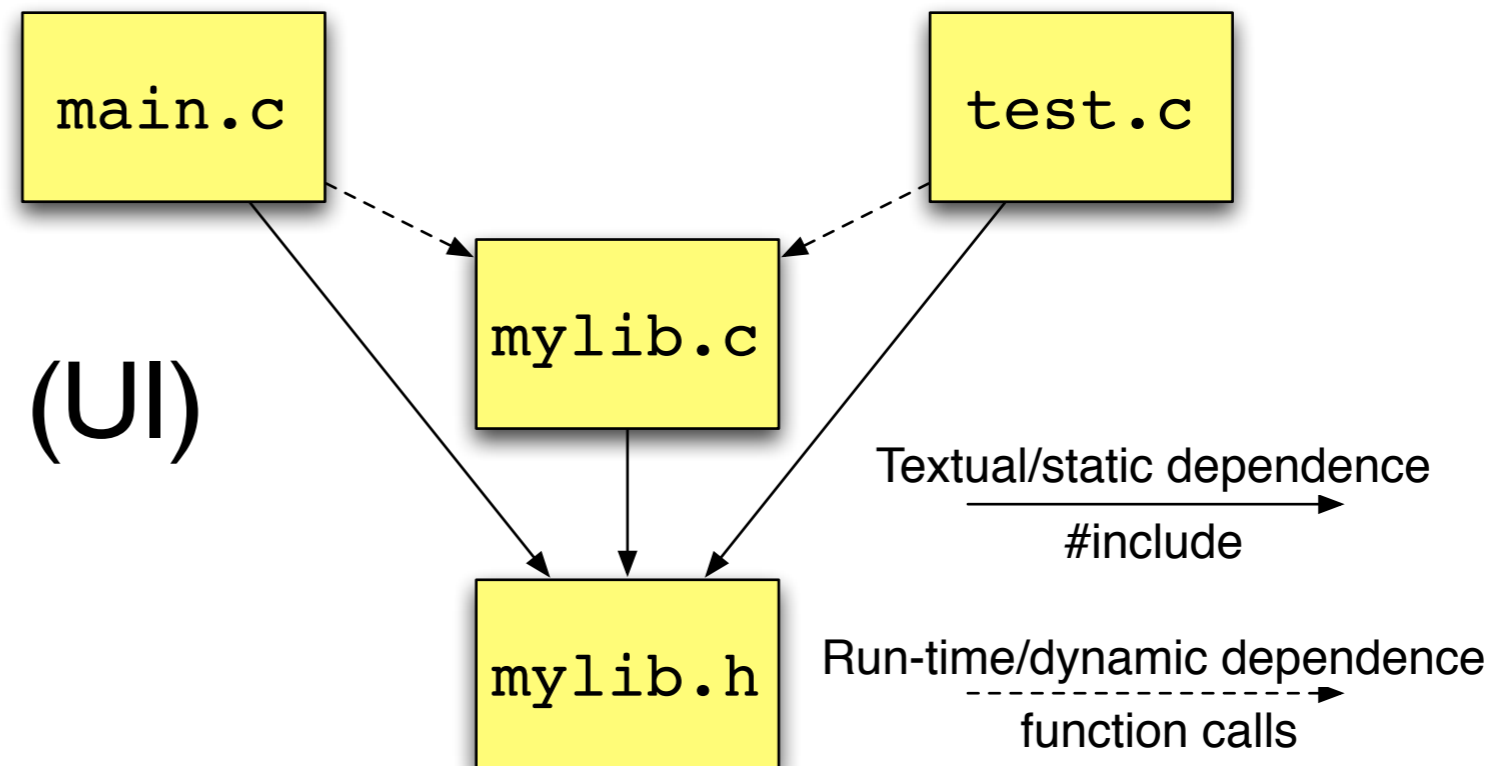 main.c
test.c
mylib.c
(UI)
Textual/static dependence
#include
mylib.h
Run-time/dynamic dependence
function calls